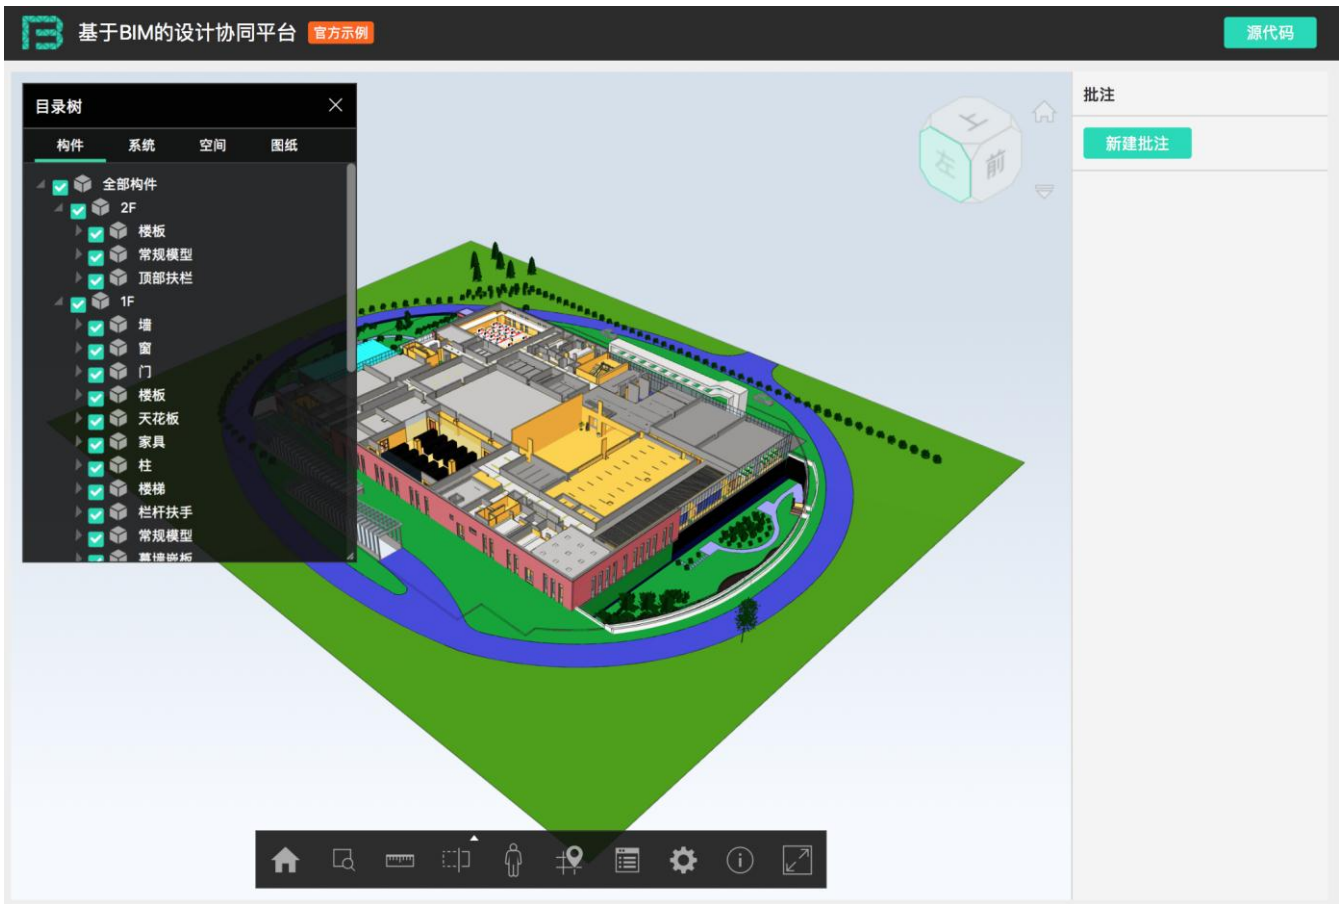 基于BIM的设计协同平台 官方示例 源代码
目录树
构件 系统 空间 图纸
全部构件
2F
楼板
常规模型
顶部扶栏
1F
墙
窗
门
楼板
天花板
家具
柱
楼梯
栏杆扶手
常规模型
幕墙嵌板
上
左 前
批注
新建批注